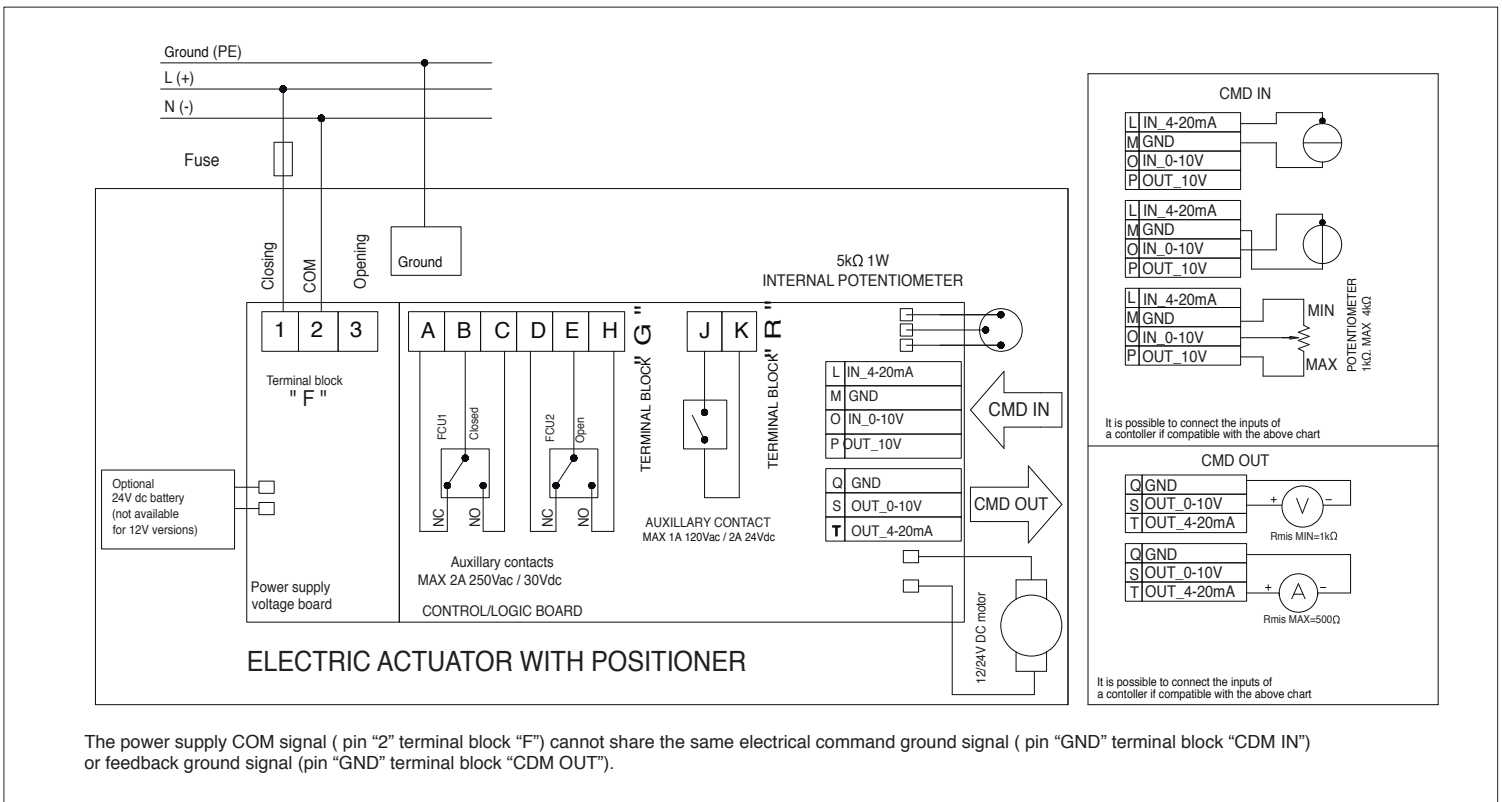 Ground (PE)
L (+)
N (-)
Fuse
Closing
COM
Opening
Ground
5kΩ 1W
INTERNAL POTENTIOMETER
1 2 3
Terminal block
" F "
A B C D E H
TERMINAL BLOCK" G "
J K
TERMINAL BLOCK" R "
FCU1
Closed
FCU2
Open
NC
NO
NC
NO
Auxillary contacts
MAX 2A 250Vac / 30Vdc
AUXILLARY CONTACT
MAX 1A 120Vac / 2A 24Vdc
L IN_4-20mA
M GND
O IN_0-10V
P OUT_10V
CMD IN
Q GND
S OUT_0-10V
T OUT_4-20mA
CMD OUT
Optional
24V dc battery
(not available
for 12V versions)
Power supply
voltage board
CONTROL/LOGIC BOARD
12/24V DC motor
ELECTRIC ACTUATOR WITH POSITIONER
CMD IN
L IN_4-20mA
M GND
O IN_0-10V
P OUT_10V
L IN_4-20mA
M GND
O IN_0-10V
P OUT_10V
L IN_4-20mA
M GND
O IN_0-10V
P OUT_10V
MIN
MAX
POTENTIOMETER
1kΩ. MAX 4kΩ
It is possible to connect the inputs of
a contoller if compatible with the above chart
CMD OUT
Q GND
S OUT_0-10V
T OUT_4-20mA
+ V −
Rmis MIN=1kΩ
Q GND
S OUT_0-10V
T OUT_4-20mA
+ A −
Rmis MAX=500Ω
It is possible to connect the inputs of
a contoller if compatible with the above chart
The power supply COM signal ( pin “2” terminal block “F”) cannot share the same electrical command ground signal ( pin “GND” terminal block “CDM IN”)
or feedback ground signal (pin “GND” terminal block “CDM OUT”).